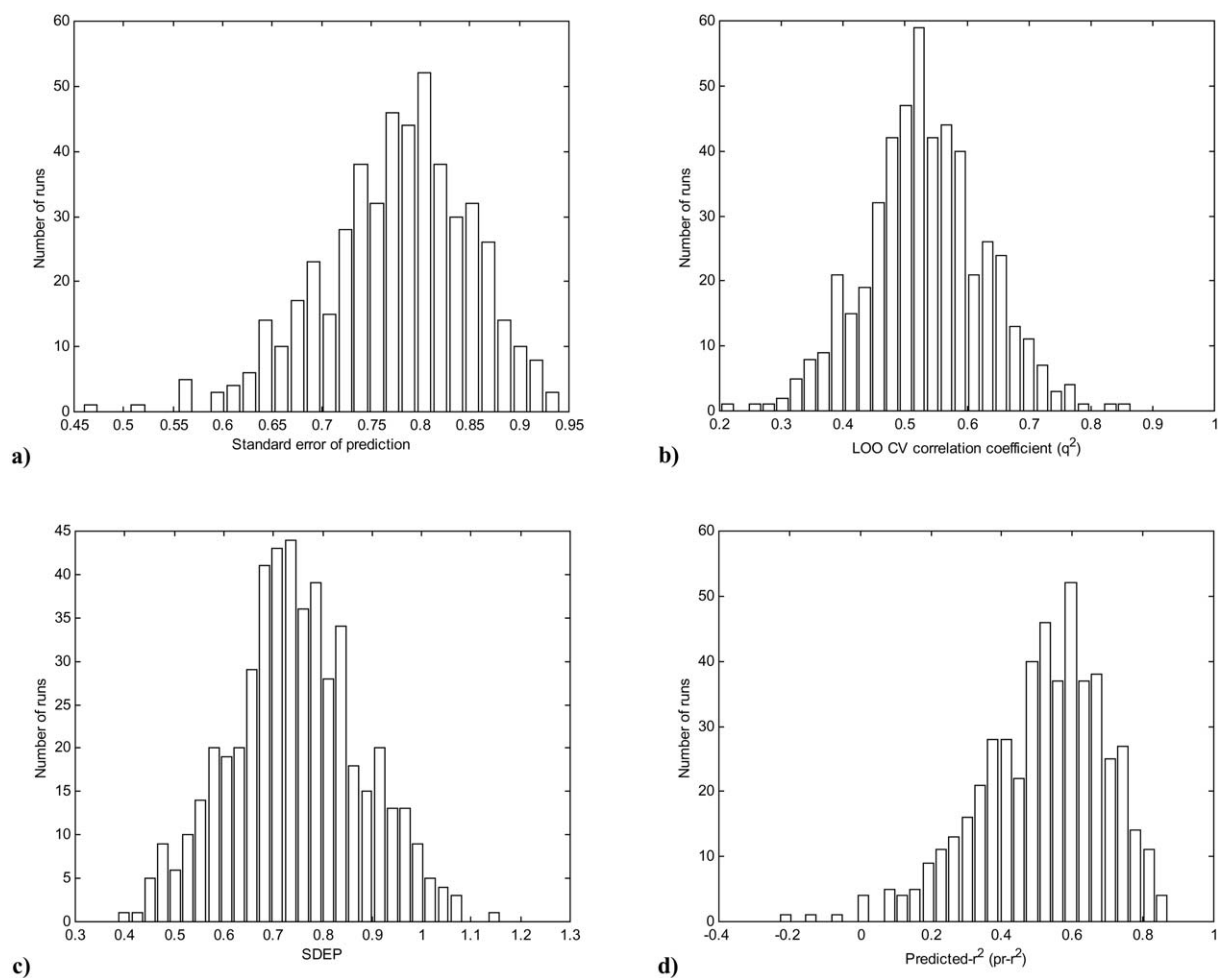 60
50
40
30
20
10
0
Number of runs
0.45 0.5 0.55 0.6 0.65 0.7 0.75 0.8 0.85 0.9 0.95
Standard error of prediction
a)
60
50
40
30
20
10
0
Number of runs
0.2 0.3 0.4 0.5 0.6 0.7 0.8 0.9 1
LOO CV correlation coefficient (q²)
b)
45
40
35
30
25
20
15
10
5
0
Number of runs
0.3 0.4 0.5 0.6 0.7 0.8 0.9 1 1.1 1.2 1.3
SDEP
c)
60
50
40
30
20
10
0
Number of runs
-0.4 -0.2 0 0.2 0.4 0.6 0.8 1
Predicted-r² (pr-r²)
d)